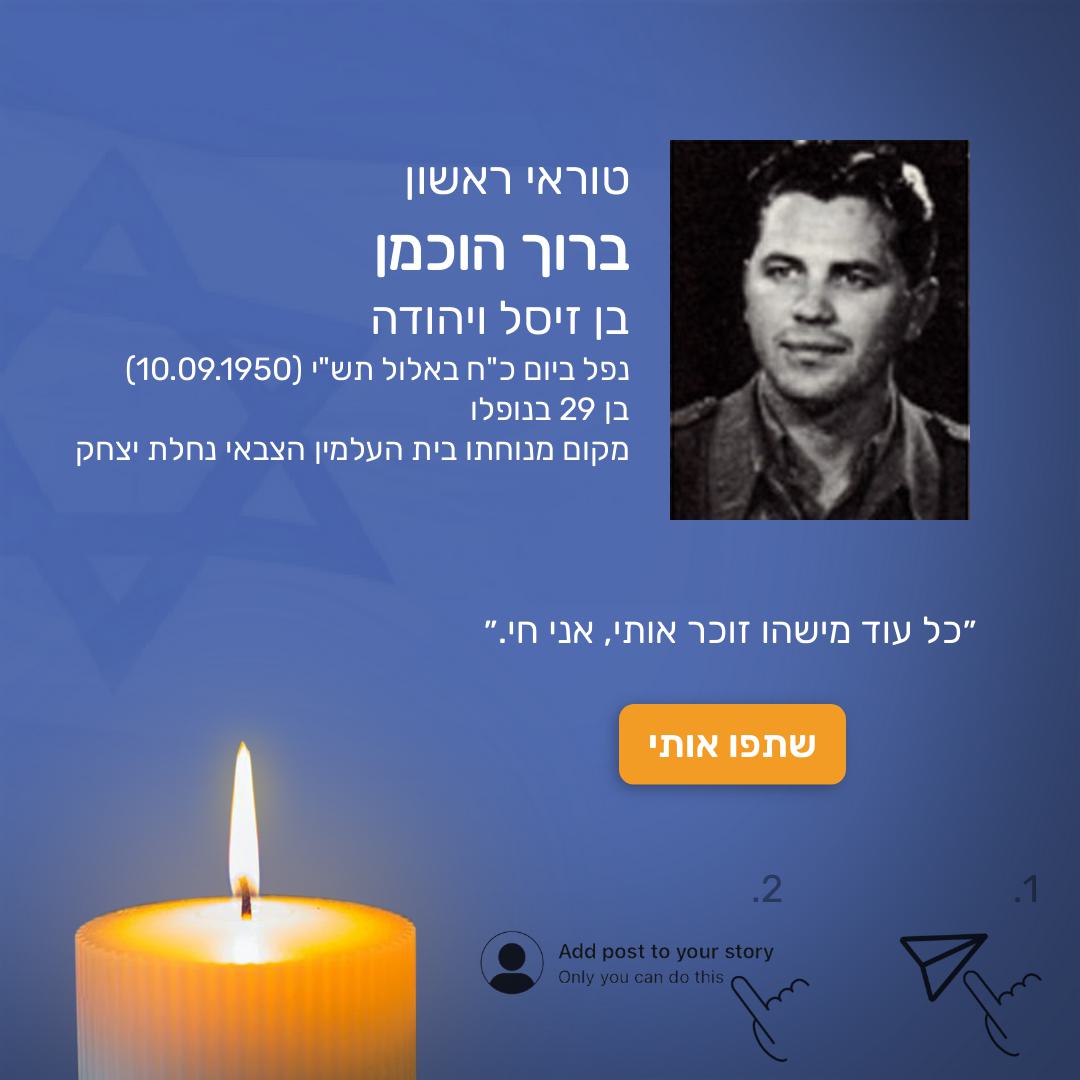 טוראי ראשון
ברוך הוכמן
בן זיסל ויהודה
נפל ביום כ"ח באלול תש"י (10.09.1950)
בן 29 בנופלו
מקום מנוחתו בית העלמין הצבאי נחלת יצחק
״כל עוד מישהו זוכר אותי, אני חי.״
שתפו אותי
.1
.2
Add post to your story
Only you can do this